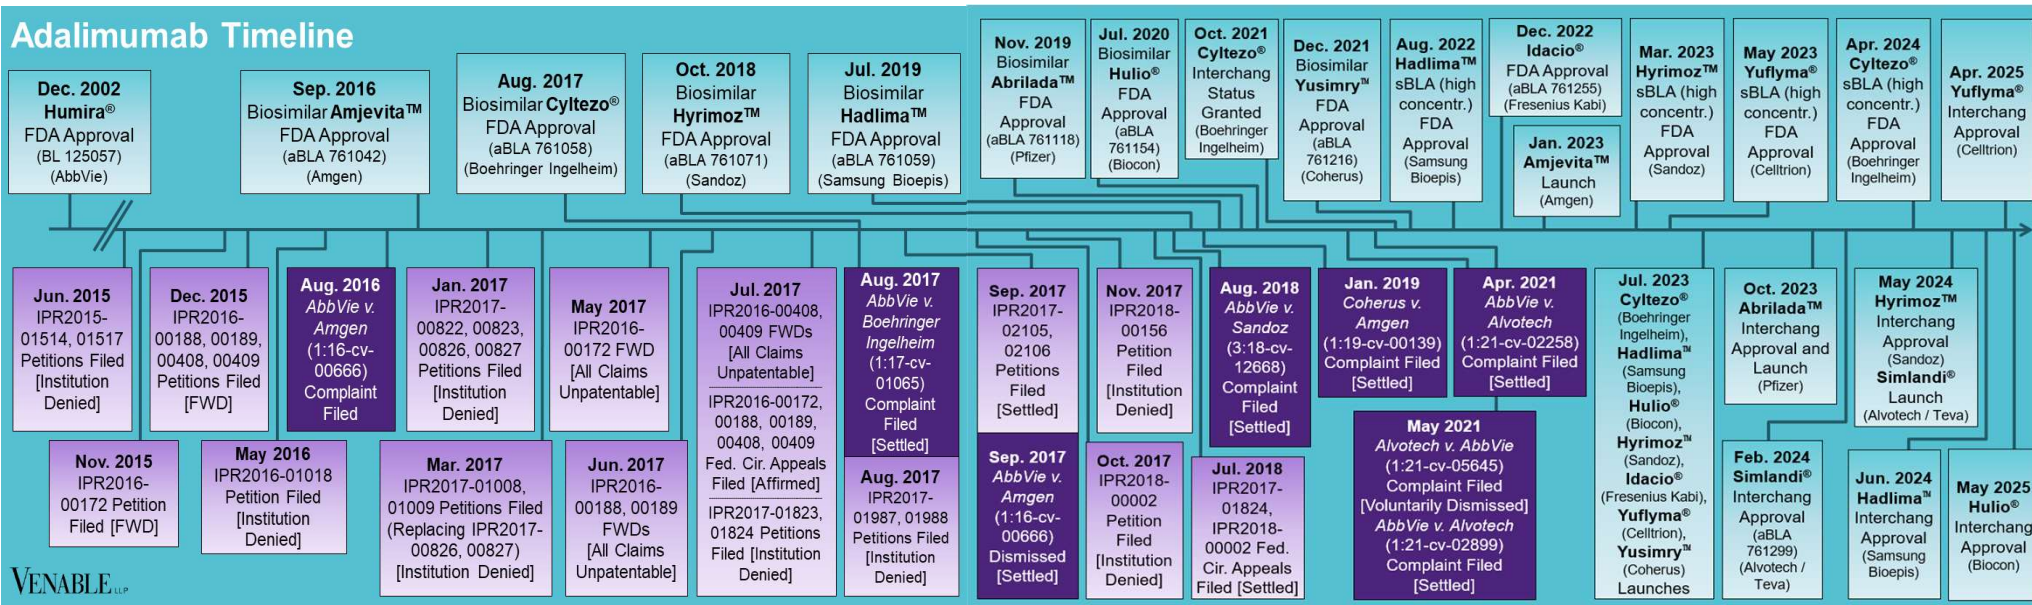 Adalimumab Timeline
Dec. 2002
Humira®
FDA Approval
(BL 125057)
(AbbVie)
Sep. 2016
Biosimilar Amjevita™
FDA Approval
(aBLA 761042)
(Amgen)
Aug. 2017
Biosimilar Cyltezo®
FDA Approval
(aBLA 761058)
(Boehringer Ingelheim)
Oct. 2018
Biosimilar
Hyrimoz™
FDA Approval
(aBLA 761071)
(Sandoz)
Jul. 2019
Biosimilar
Hadlima™
FDA Approval
(aBLA 761059)
(Samsung Bioepis)
Nov. 2019
Biosimilar
Abrilada™
FDA
Approval
(aBLA 761118)
(Pfizer)
Jul. 2020
Biosimilar
Hulio®
FDA
Approval
(aBLA
761154)
(Biocon)
Oct. 2021
Cyltezo®
Interchang
Status
Granted
(Boehringer
Ingelheim)
Dec. 2021
Biosimilar
Yusimry™
FDA
Approval
(aBLA
761216)
(Coherus)
Aug. 2022
Hadlima™
sBLA (high
concentr.)
FDA
Approval
(Samsung
Bioepis)
Dec. 2022
Idacio®
FDA Approval
(aBLA 761255)
(Fresenius Kabi)
Jan. 2023
Amjevita™
Launch
(Amgen)
Mar. 2023
Hyrimoz™
sBLA (high
concentr.)
FDA
Approval
(Sandoz)
May 2023
Yuflyma®
sBLA (high
concentr.)
FDA
Approval
(Celltrion)
Apr. 2024
Cyltezo®
sBLA (high
concentr.)
FDA
Approval
(Boehringer
Ingelheim)
Apr. 2025
Yuflyma®
Interchang
Approval
(Celltrion)
Jun. 2015
IPR2015-
01514, 01517
Petitions Filed
[Institution
Denied]
Dec. 2015
IPR2016-
00188, 00189,
00408, 00409
Petitions Filed
[FWD]
Aug. 2016
AbbVie v.
Amgen
(1:16-cv-
00666)
Complaint
Filed
Jan. 2017
IPR2017-
00822, 00823,
00826, 00827
Petitions Filed
[Institution
Denied]
May 2017
IPR2016-
00172 FWD
[All Claims
Unpatentable]
Jul. 2017
IPR2016-00408,
00409 FWDs
[All Claims
Unpatentable]
IPR2016-00172,
00188, 00189,
00408, 00409
Fed. Cir. Appeals
Filed [Affirmed]
IPR2017-01823,
01824 Petitions
Filed [Institution
Denied]
Aug. 2017
AbbVie v.
Boehringer
Ingelheim
(1:17-cv-
01065)
Complaint
Filed
[Settled]
Sep. 2017
IPR2017-
02105,
02106
Petitions
Filed
[Settled]
Nov. 2017
IPR2018-
00156
Petition
Filed
[Institution
Denied]
Aug. 2018
AbbVie v.
Sandoz
(3:18-cv-
12668)
Complaint
Filed
[Settled]
Jan. 2019
Coherus v.
Amgen
(1:19-cv-00139)
Complaint Filed
[Settled]
Apr. 2021
AbbVie v.
Alvotech
(1:21-cv-02258)
Complaint Filed
[Settled]
Jul. 2023
Cyltezo®
(Boehringer
Ingelheim),
Hadlima™
(Samsung
Bioepis),
Hulio®
(Biocon),
Hyrimoz™
(Sandoz),
Idacio®
(Fresenius Kabi),
Yuflyma®
(Celltrion),
Yusimry™
(Coherus)
Launches
Oct. 2023
Abrilada™
Interchang
Approval and
Launch
(Pfizer)
May 2024
Hyrimoz™
Interchang
Approval
(Sandoz)
Simlandi®
Launch
(Alvotech / Teva)
Nov. 2015
IPR2016-
00172 Petition
Filed [FWD]
May 2016
IPR2016-01018
Petition Filed
[Institution
Denied]
Mar. 2017
IPR2017-01008,
01009 Petitions Filed
(Replacing IPR2017-
00826, 00827)
[Institution Denied]
Jun. 2017
IPR2016-
00188, 00189
FWDs
[All Claims
Unpatentable]
Aug. 2017
IPR2017-
01987, 01988
Petitions Filed
[Institution
Denied]
Sep. 2017
AbbVie v.
Amgen
(1:16-cv-
00666)
Dismissed
[Settled]
Oct. 2017
IPR2018-
00002
Petition
Filed
[Institution
Denied]
Jul. 2018
IPR2017-
01824,
IPR2018-
00002 Fed.
Cir. Appeals
Filed [Settled]
May 2021
Alvotech v. AbbVie
(1:21-cv-05645)
Complaint Filed
[Voluntarily Dismissed]
AbbVie v. Alvotech
(1:21-cv-02899)
Complaint Filed
[Settled]
Feb. 2024
Simlandi®
Interchang
Approval
(aBLA
761299)
(Alvotech /
Teva)
Jun. 2024
Hadlima™
Interchang
Approval
(Samsung
Bioepis)
May 2025
Hulio®
Interchang
Approval
(Biocon)
VENABLE LLP